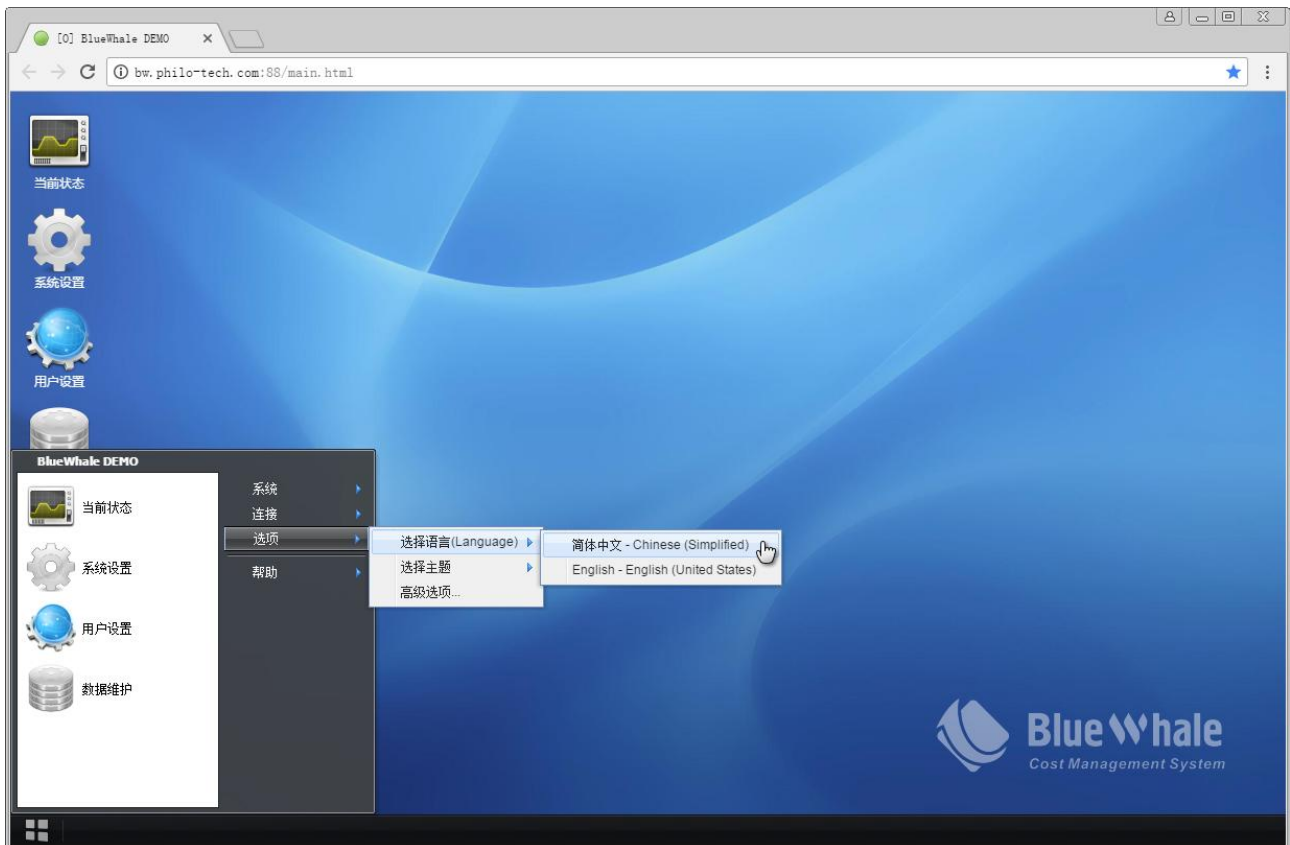 [0] BlueWhale DEMO
bw.philo-tech.com:88/main.html
当前状态
系统设置
用户设置
BlueWhale DEMO
当前状态
系统设置
用户设置
数据维护
系统
连接
选项
帮助
选择语言(Language)
选择主题
高级选项...
简体中文 - Chinese (Simplified)
English - English (United States)
BlueWhale
Cost Management System